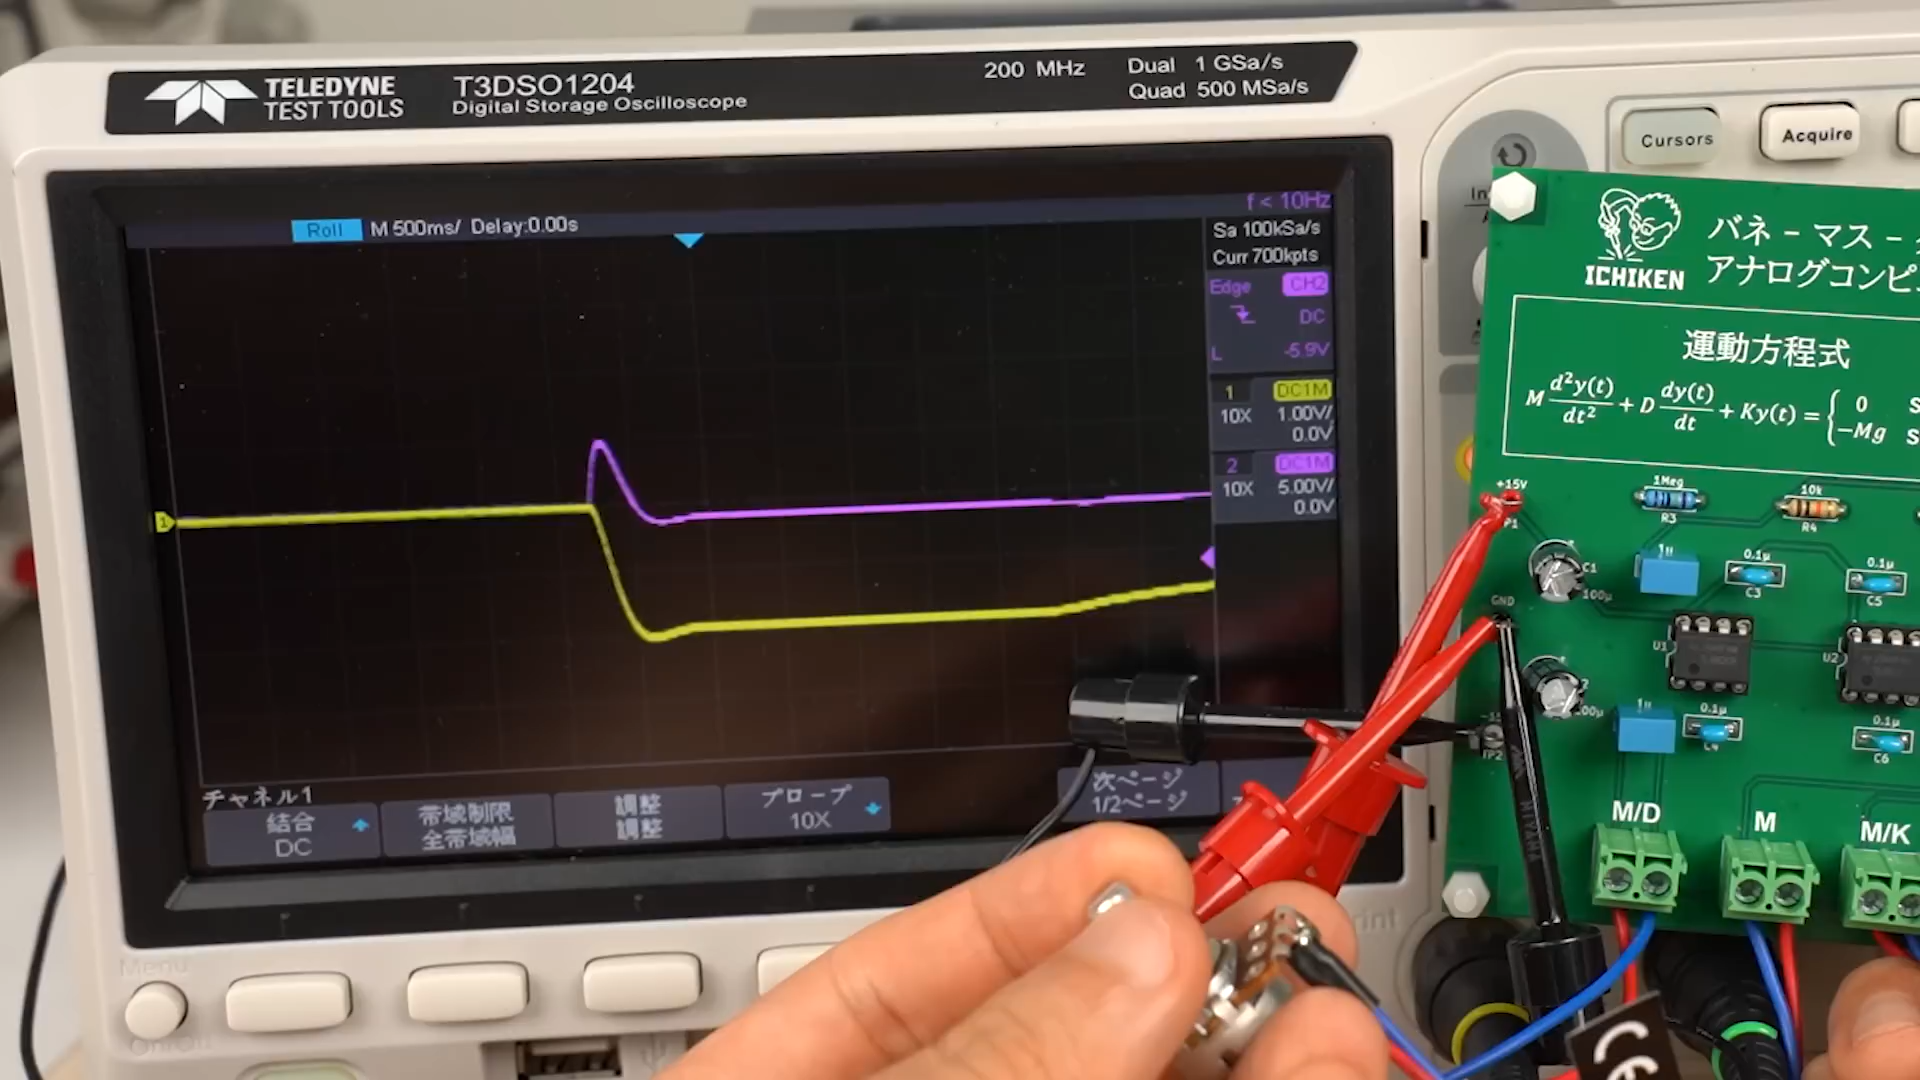 TELEDYNE
TEST TOOLS
T3DSO1204
Digital Storage Oscilloscope
200 MHz
Dual 1 GSa/s
Quad 500 MSa/s
Cursors
Acquire
Roll
M 500ms/ Delay:0.00s
f < 10Hz
Sa 100kSa/s
Curr 700kpts
Edge CH2
DC
L -5.9V
1 DC1M
10X 1.00V/
0.0V
2 DC1M
10X 5.00V/
0.0V
1
チャネル1
結合
DC
帯域制限
全帯域幅
調整
調整
プローブ
10X
次ページ
1/2ページ
Menu
On/Off
ICHIKEN
バネ-マス-
アナログコンピ
運動方程式
M d²y(t)/dt² + D dy(t)/dt + Ky(t) = { 0
-Mg
+15V
1Meg
R3
10k
R4
C1
100µ
1µ
0.1µ
C3
0.1µ
C5
GND
U1
U2
1µ
0.1µ
0.1µ
C6
TP2
M/D
M
M/K
CE